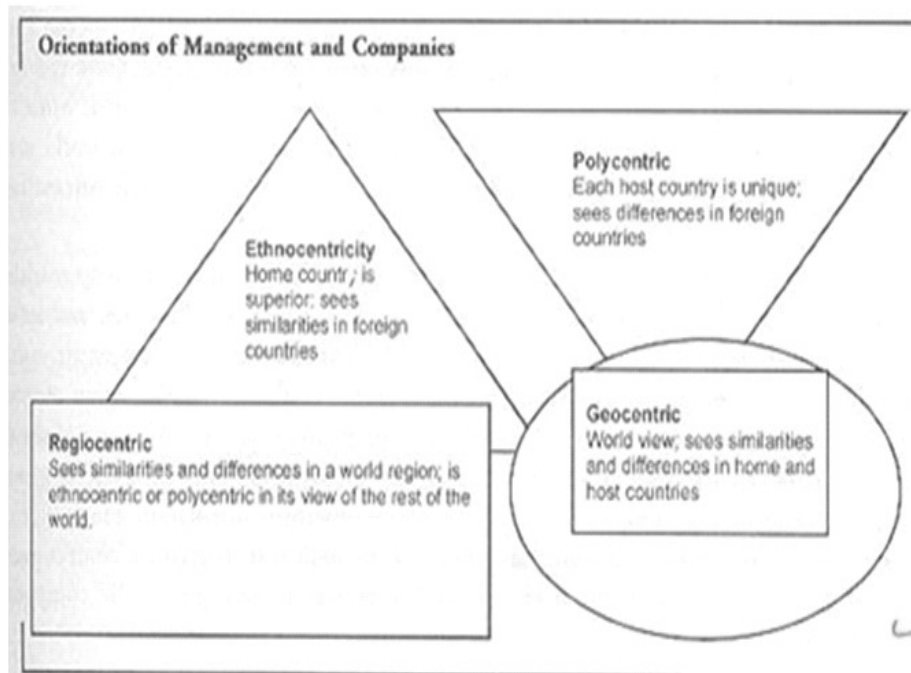 Orientations of Management and Companies
Polycentric
Each host country is unique;
sees differences in foreign
countries
Ethnocentricity
Home country is
superior; sees
similarities in foreign
countries
Regiocentric
Sees similarities and differences in a world region; is
ethnocentric or polycentric in its view of the rest of the
world.
Geocentric
World view; sees similarities
and differences in home and
host countries